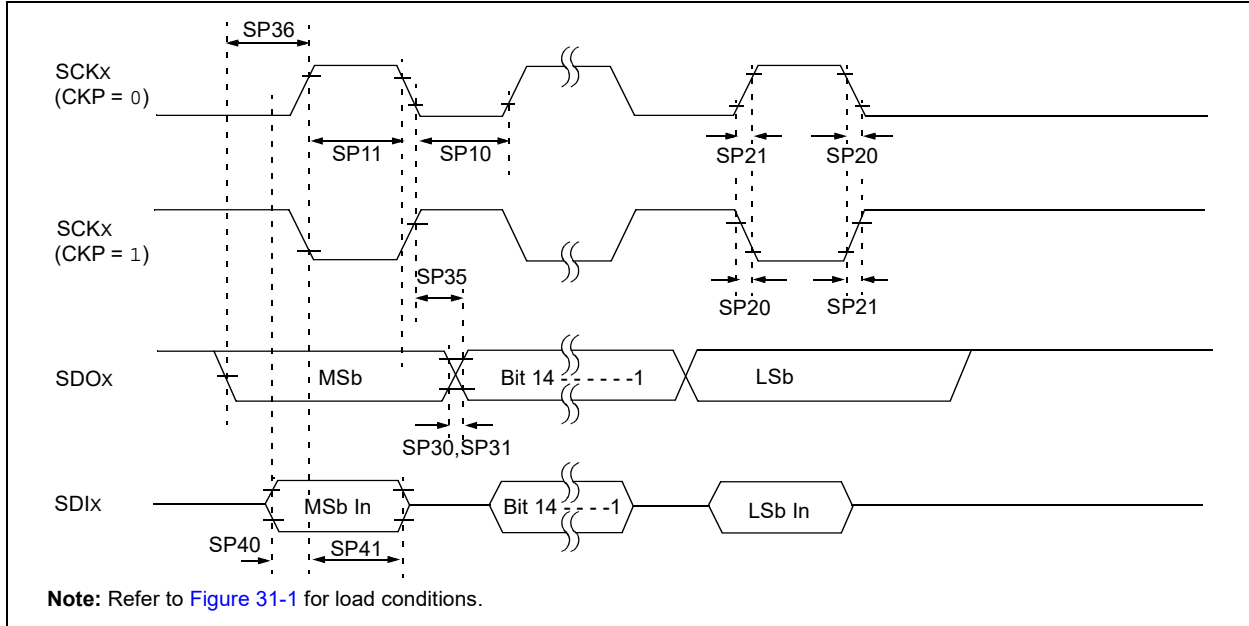 SP36
SCKx
(CKP = 0)
SP11
SP10
SP21
SP20
SCKx
(CKP = 1)
SP35
SP20
SP21
SDOx
MSb
Bit 14 - - - - - -1
LSb
SP30,SP31
SDIx
MSb In
Bit 14 - - - -1
LSb In
SP40
SP41
Note: Refer to Figure 31-1 for load conditions.